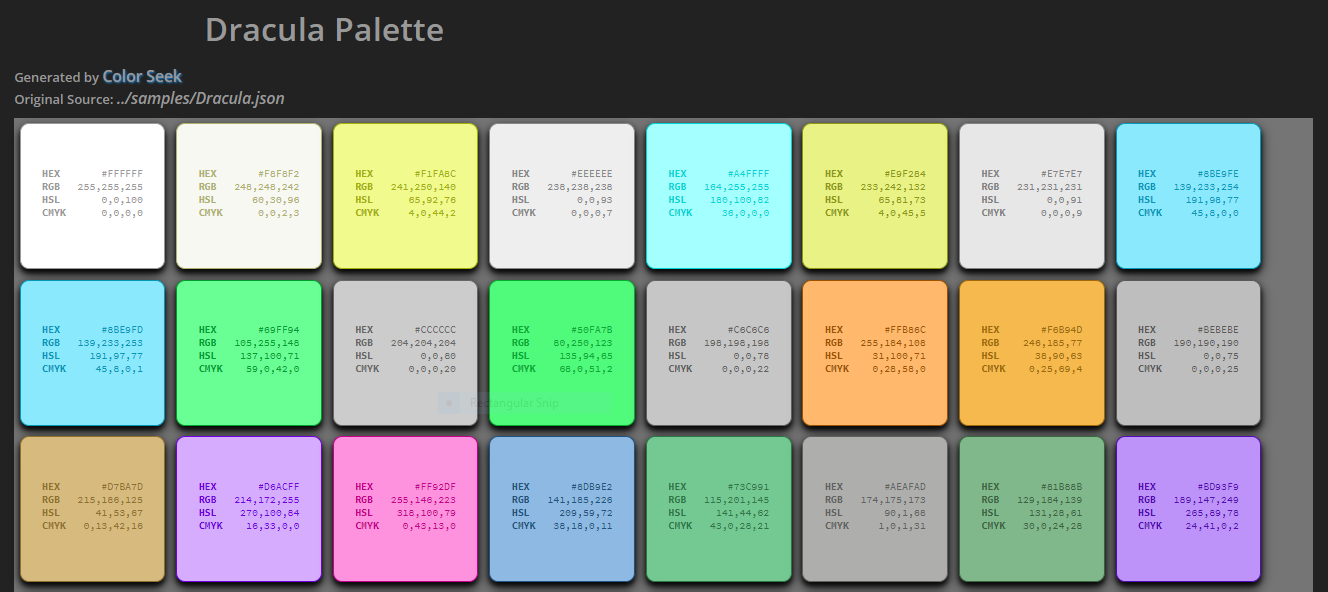 Dracula Palette
Generated by Color Seek
Original Source: ../samples/Dracula.json
HEX #FFFFFF
RGB 255,255,255
HSL 0,0,100
CMYK 0,0,0,0
HEX #F8F8F2
RGB 248,248,242
HSL 60,30,96
CMYK 0,0,2,3
HEX #F1FA8C
RGB 241,250,140
HSL 65,92,76
CMYK 4,0,44,2
HEX #EEEEEE
RGB 238,238,238
HSL 0,0,93
CMYK 0,0,0,7
HEX #A4FFFF
RGB 164,255,255
HSL 180,100,82
CMYK 36,0,0,0
HEX #E9F284
RGB 233,242,132
HSL 65,81,73
CMYK 4,0,45,5
HEX #E7E7E7
RGB 231,231,231
HSL 0,0,91
CMYK 0,0,0,9
HEX #8BE9FE
RGB 139,233,254
HSL 191,98,77
CMYK 45,8,0,0
HEX #8BE9FD
RGB 139,233,253
HSL 191,97,77
CMYK 45,8,0,1
HEX #69FF94
RGB 105,255,148
HSL 137,100,71
CMYK 59,0,42,0
HEX #CCCCCC
RGB 204,204,204
HSL 0,0,80
CMYK 0,0,0,20
HEX #50FA7B
RGB 80,250,123
HSL 135,94,65
CMYK 68,0,51,2
HEX #C6C6C6
RGB 198,198,198
HSL 0,0,78
CMYK 0,0,0,22
HEX #FFB86C
RGB 255,184,108
HSL 31,100,71
CMYK 0,28,58,0
HEX #F6B94D
RGB 246,185,77
HSL 38,90,63
CMYK 0,25,69,4
HEX #BEBEBE
RGB 190,190,190
HSL 0,0,75
CMYK 0,0,0,25
Rectangular Snip
HEX #D7BA7D
RGB 215,186,125
HSL 41,53,67
CMYK 0,13,42,16
HEX #D6ACFF
RGB 214,172,255
HSL 270,100,84
CMYK 16,33,0,0
HEX #FF92DF
RGB 255,146,223
HSL 318,100,79
CMYK 0,43,13,0
HEX #8DB9E2
RGB 141,185,226
HSL 209,59,72
CMYK 38,18,0,11
HEX #73C991
RGB 115,201,145
HSL 141,44,62
CMYK 43,0,28,21
HEX #AEAFAD
RGB 174,175,173
HSL 90,1,68
CMYK 1,0,1,31
HEX #81B88B
RGB 129,184,139
HSL 131,28,61
CMYK 30,0,24,28
HEX #BD93F9
RGB 189,147,249
HSL 265,89,78
CMYK 24,41,0,2